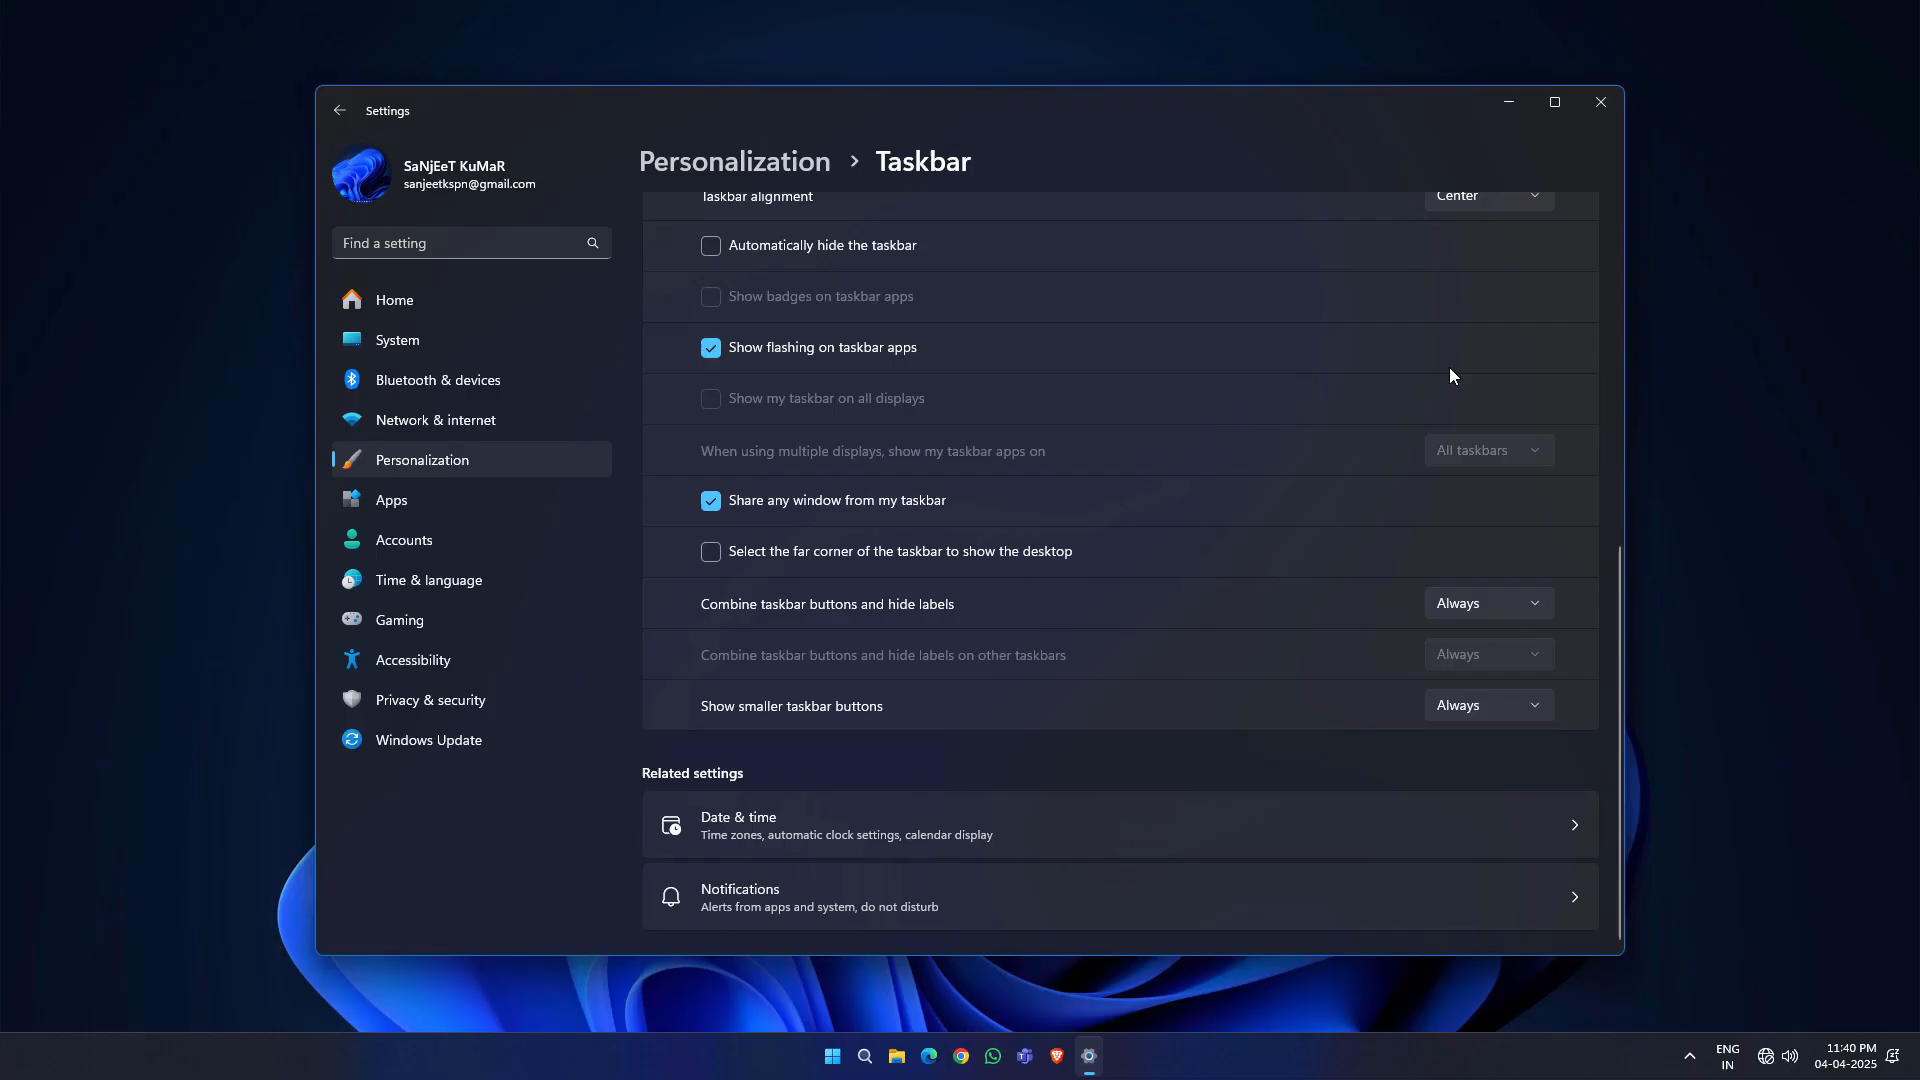 Settings
SaNjEeT KuMaR
sanjeetkspn@gmail.com
Find a setting
Home
System
Bluetooth & devices
Network & internet
Personalization
Apps
Accounts
Time & language
Gaming
Accessibility
Privacy & security
Windows Update
Personalization > Taskbar
Taskbar alignment
Center
Automatically hide the taskbar
Show badges on taskbar apps
Show flashing on taskbar apps
Show my taskbar on all displays
When using multiple displays, show my taskbar apps on
All taskbars
Share any window from my taskbar
Select the far corner of the taskbar to show the desktop
Combine taskbar buttons and hide labels
Always
Combine taskbar buttons and hide labels on other taskbars
Always
Show smaller taskbar buttons
Always
Related settings
Date & time
Time zones, automatic clock settings, calendar display
Notifications
Alerts from apps and system, do not disturb
ENG
IN
11:40 PM
04-04-2025